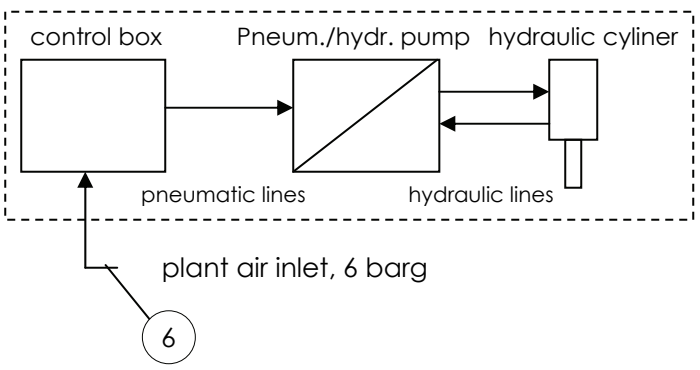 control box
Pneum./hydr. pump
hydraulic cyliner
pneumatic lines
hydraulic lines
plant air inlet, 6 barg
6